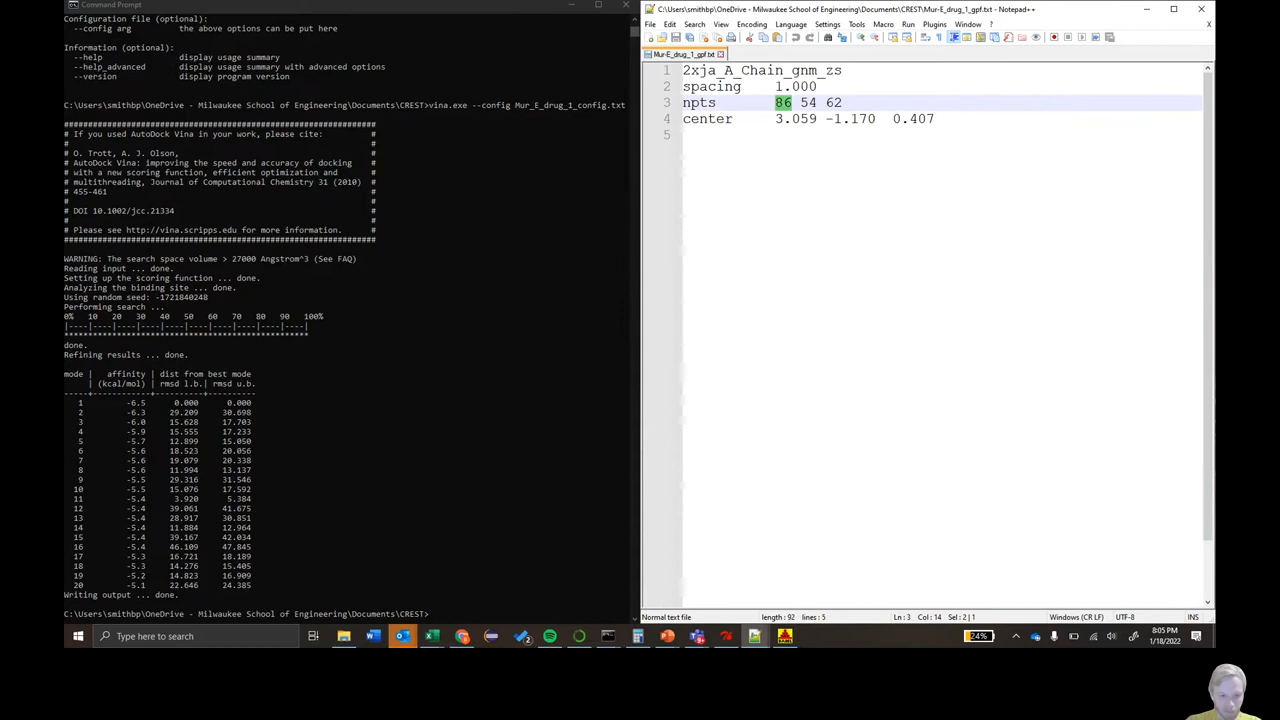 Command Prompt
Configuration file (optional):
--config arg the above options can be put here
Information (optional):
--help display usage summary
--help_advanced display usage summary with advanced options
--version display program version
C:\Users\smithbp\OneDrive - Milwaukee School of Engineering\Documents\CREST>vina.exe --config Mur_E_drug_1_config.txt
#################################################################
# If you used AutoDock Vina in your work, please cite: #
# #
# O. Trott, A. J. Olson, #
# AutoDock Vina: improving the speed and accuracy of docking #
# with a new scoring function, efficient optimization and #
# multithreading, Journal of Computational Chemistry 31 (2010) #
# 455-461 #
# #
# DOI 10.1002/jcc.21334 #
# #
# Please see http://vina.scripps.edu for more information. #
#################################################################
WARNING: The search space volume > 27000 Angstrom^3 (See FAQ)
Reading input ... done.
Setting up the scoring function ... done.
Analyzing the binding site ... done.
Using random seed: -1721840248
Performing search ...
0% 10 20 30 40 50 60 70 80 90 100%
|----|----|----|----|----|----|----|----|----|----|
***************************************************
done.
Refining results ... done.
mode | affinity | dist from best mode
| (kcal/mol) | rmsd l.b.| rmsd u.b.
-----+------------+----------+----------
1 -6.5 0.000 0.000
2 -6.3 29.209 30.698
3 -6.0 15.628 17.703
4 -5.9 15.555 17.233
5 -5.7 12.899 15.050
6 -5.6 18.523 20.056
7 -5.6 19.079 20.338
8 -5.6 11.994 13.137
9 -5.5 29.316 31.546
10 -5.5 15.076 17.592
11 -5.4 3.920 5.384
12 -5.4 39.061 41.675
13 -5.4 28.917 30.851
14 -5.4 11.884 12.964
15 -5.4 39.167 42.034
16 -5.4 46.109 47.845
17 -5.3 16.721 18.189
18 -5.3 14.276 15.405
19 -5.2 14.823 16.909
20 -5.1 22.646 24.385
Writing output ... done.
C:\Users\smithbp\OneDrive - Milwaukee School of Engineering\Documents\CREST>
C:\Users\smithbp\OneDrive - Milwaukee School of Engineering\Documents\CREST\Mur-E_drug_1_gpf.txt - Notepad++
File Edit Search View Encoding Language Settings Tools Macro Run Plugins Window ?
X
Mur-E_drug_1_gpf.txt
1 2xja_A_Chain_gnm_zs
2 spacing 1.000
3 npts 86 54 62
4 center 3.059 -1.170 0.407
5
Normal text file length : 92 lines : 5 Ln : 3 Col : 14 Sel : 2 | 1 Windows (CR LF) UTF-8 INS
Type here to search
24%
8:05 PM
1/18/2022